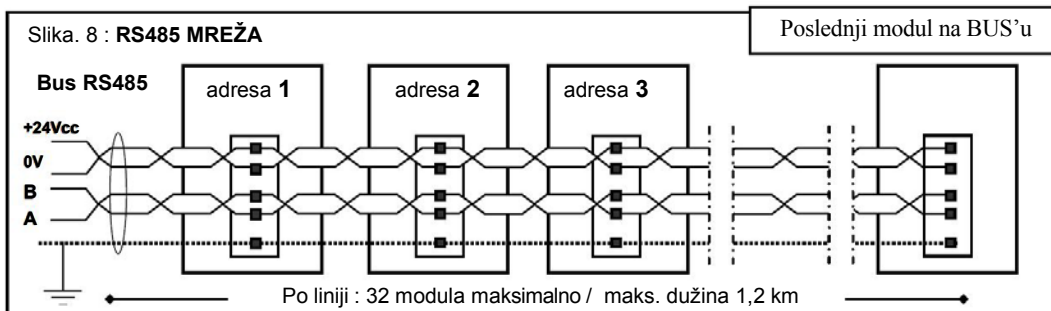 Slika. 8 : RS485 MREŽA
Poslednji modul na BUS'u
Bus RS485
adresa 1
adresa 2
adresa 3
+24Vcc
0V
B
A
Po liniji : 32 modula maksimalno / maks. dužina 1,2 km